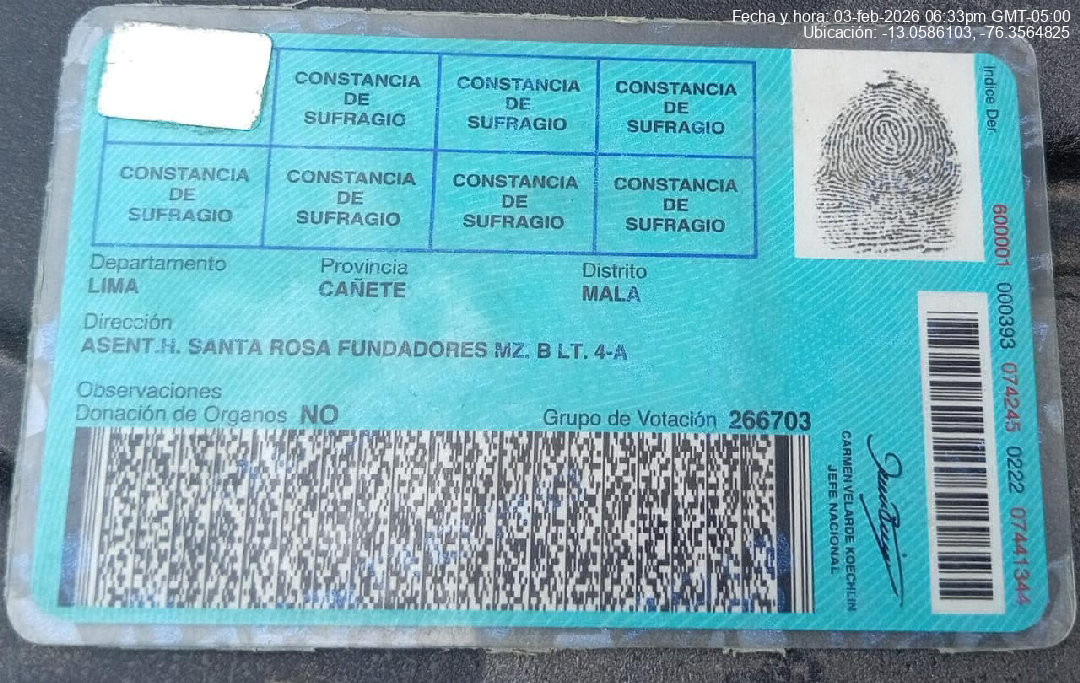 Fecha y hora: 03-feb-2026 06:33pm GMT-05:00
Ubicación: -13.0586103, -76.3564825
CONSTANCIA DE SUFRAGIO
CONSTANCIA DE SUFRAGIO
CONSTANCIA DE SUFRAGIO
CONSTANCIA DE SUFRAGIO
CONSTANCIA DE SUFRAGIO
CONSTANCIA DE SUFRAGIO
CONSTANCIA DE SUFRAGIO
Indice Der.
Departamento Provincia Distrito
LIMA CAÑETE MALA
Dirección
ASENT.H. SANTA ROSA FUNDADORES MZ. B LT. 4-A
Observaciones
Donación de Organos NO Grupo de Votación 266703
CARMEN VELARDE KOECHLIN
JEFE NACIONAL
600001 000393 074245 0222 07441344